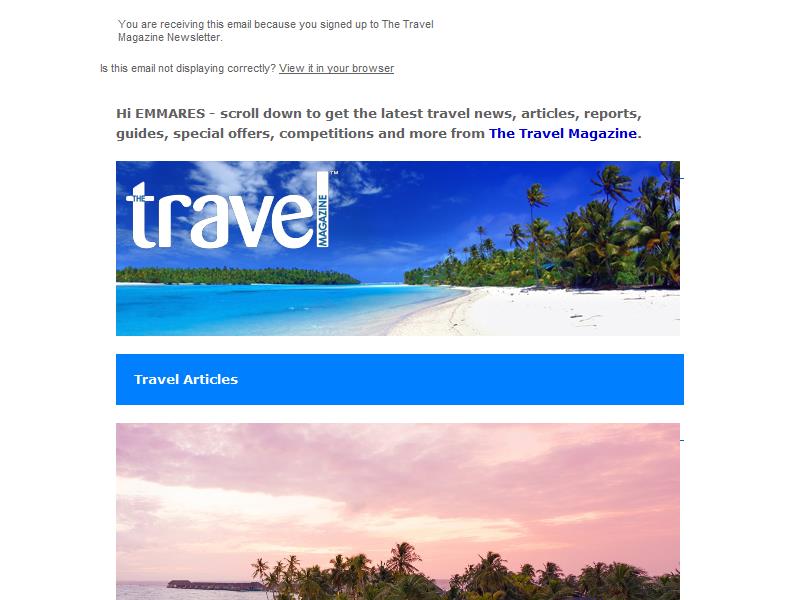 You are receiving this email because you signed up to The Travel
Magazine Newsletter.
Is this email not displaying correctly? View it in your browser
Hi EMMARES - scroll down to get the latest travel news, articles, reports,
guides, special offers, competitions and more from The Travel Magazine.
THE travel MAGAZINE ™
Travel Articles